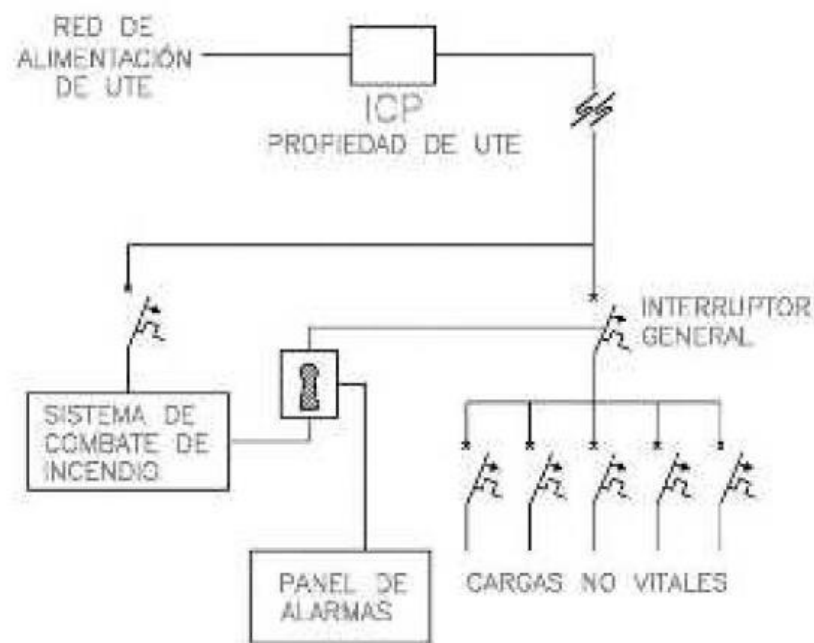 RED DE
ALIMENTACIÓN
DE UTE
ICP
PROPIEDAD DE UTE
INTERRUPTOR
GENERAL
SISTEMA DE
COMBATE DE
INCENDIO
PANEL DE
ALARMAS
CARGAS NO VITALES